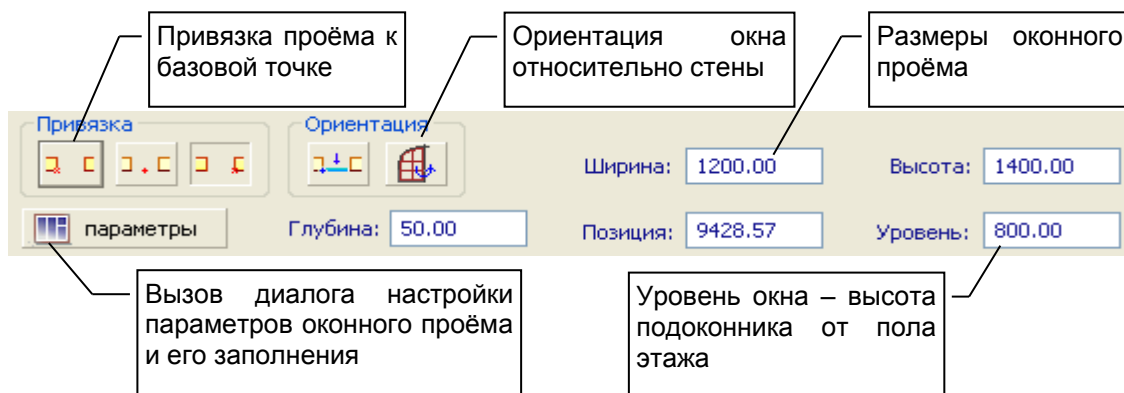 Привязка проёма к
базовой точке
Ориентация окна
относительно стены
Размеры оконного
проёма
Привязка
Ориентация
Ширина: 1200.00
Высота: 1400.00
параметры
Глубина: 50.00
Позиция: 9428.57
Уровень: 800.00
Вызов диалога настройки
параметров оконного проёма
и его заполнения
Уровень окна – высота
подоконника от пола
этажа